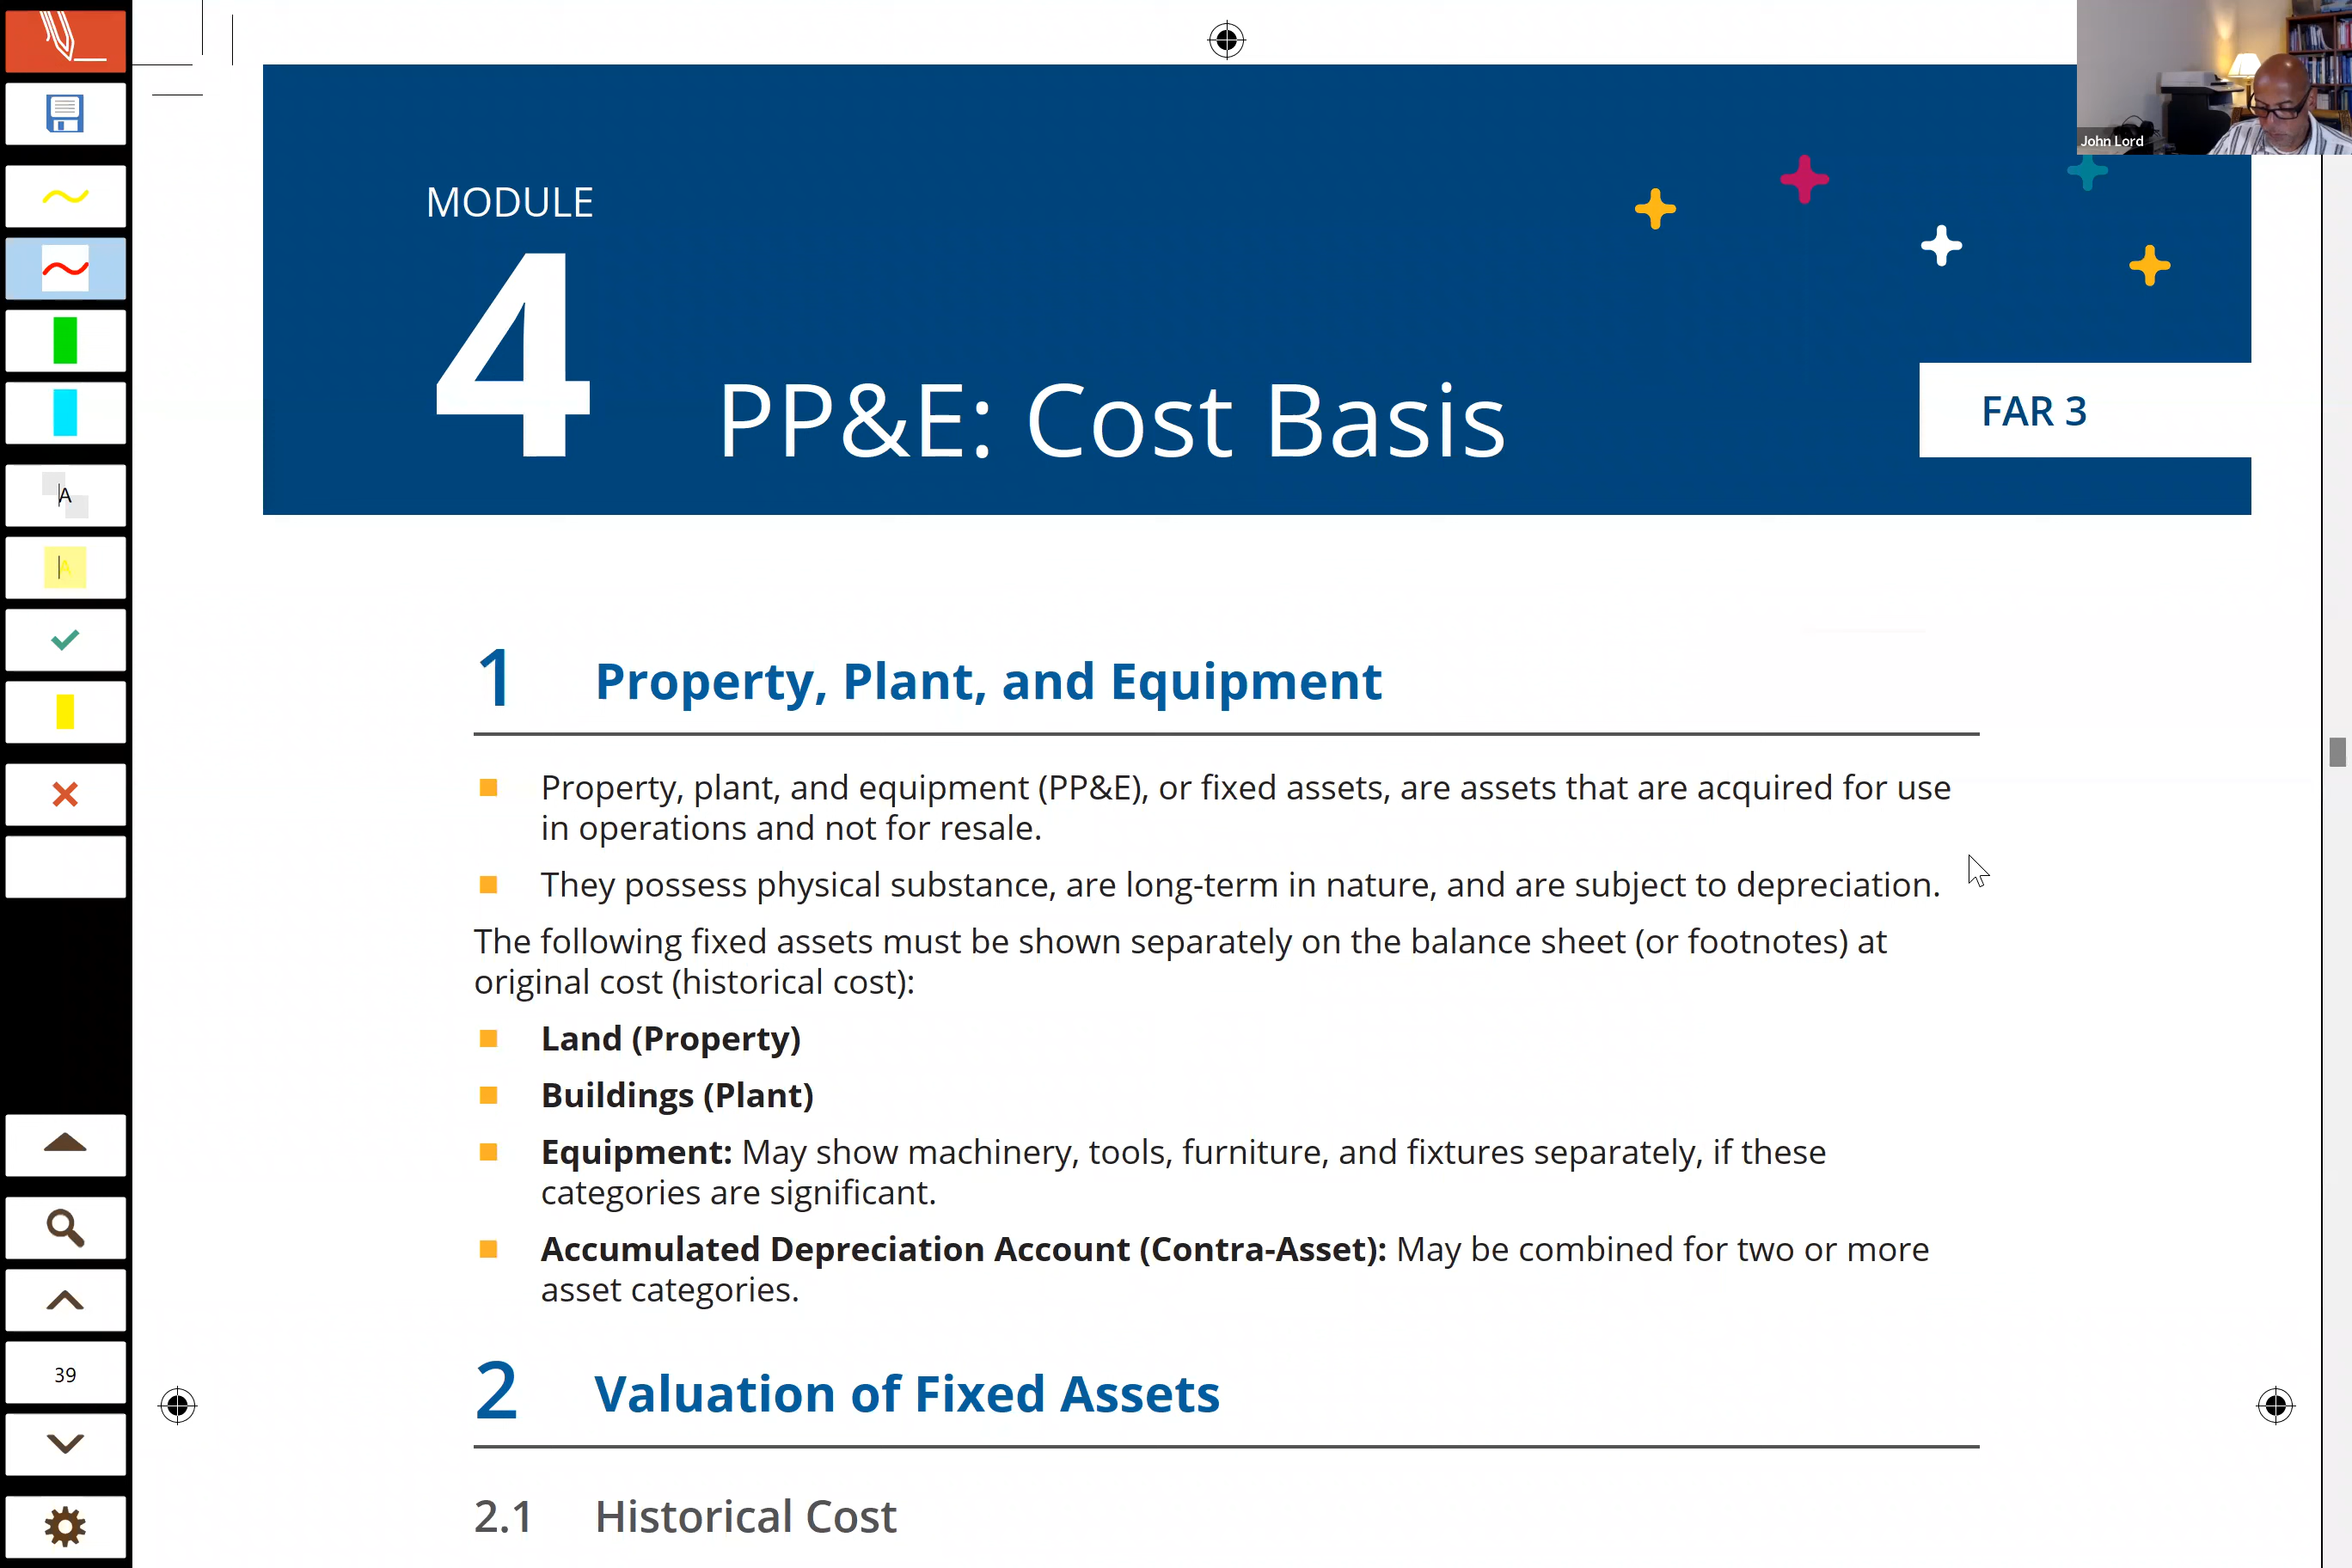 John Lord
MODULE
4
PP&E: Cost Basis
FAR 3
1 Property, Plant, and Equipment
Property, plant, and equipment (PP&E), or fixed assets, are assets that are acquired for use
in operations and not for resale.
They possess physical substance, are long-term in nature, and are subject to depreciation.
The following fixed assets must be shown separately on the balance sheet (or footnotes) at
original cost (historical cost):
Land (Property)
Buildings (Plant)
Equipment: May show machinery, tools, furniture, and fixtures separately, if these
categories are significant.
Accumulated Depreciation Account (Contra-Asset): May be combined for two or more
asset categories.
2 Valuation of Fixed Assets
2.1 Historical Cost
A
A
39